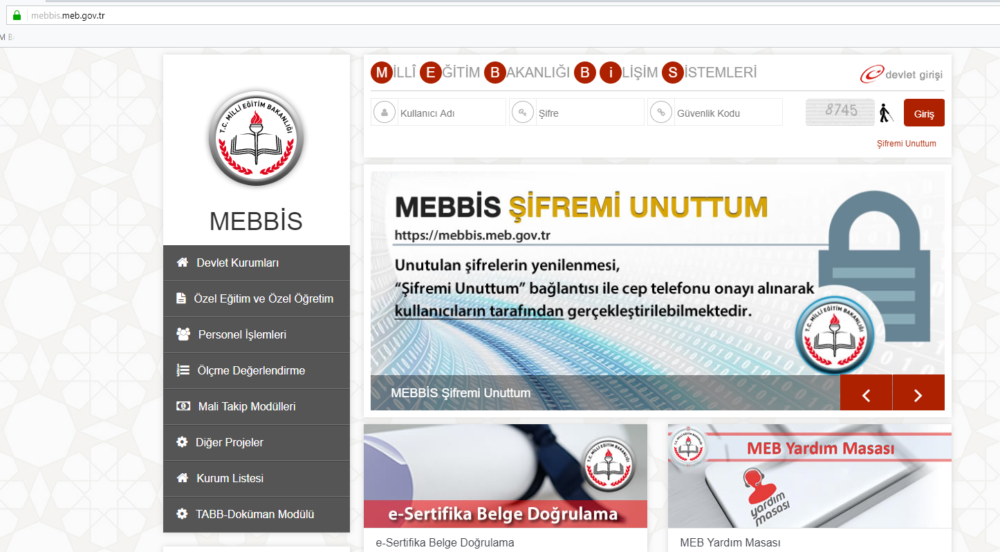 mebbis.meb.gov.tr
T.C. MİLLİ EĞİTİM BAKANLIĞI
MEBBİS
Devlet Kurumları
Özel Eğitim ve Özel Öğretim
Personel İşlemleri
Ölçme Değerlendirme
Mali Takip Modülleri
Diğer Projeler
Kurum Listesi
TABB-Doküman Modülü
MİLLÎ EĞİTİM BAKANLIĞI BİLİŞİM SİSTEMLERİ
devlet girişi
Kullanıcı Adı
Şifre
Güvenlik Kodu
8745
Giriş
Şifremi Unuttum
MEBBİS ŞİFREMİ UNUTTUM
https://mebbis.meb.gov.tr
Unutulan şifrelerin yenilenmesi,
“Şifremi Unuttum” bağlantısı ile cep telefonu onayı alınarak
kullanıcıların tarafından gerçekleştirilebilmektedir.
T.C. MİLLİ EĞİTİM BAKANLIĞI
MEBBİS Şifremi Unuttum
T.C. MİLLİ EĞİTİM BAKANLIĞI
e-Sertifika Belge Doğrulama
e-Sertifika Belge Doğrulama
MEB Yardım Masası
yardım
masası
MEB Yardım Masası